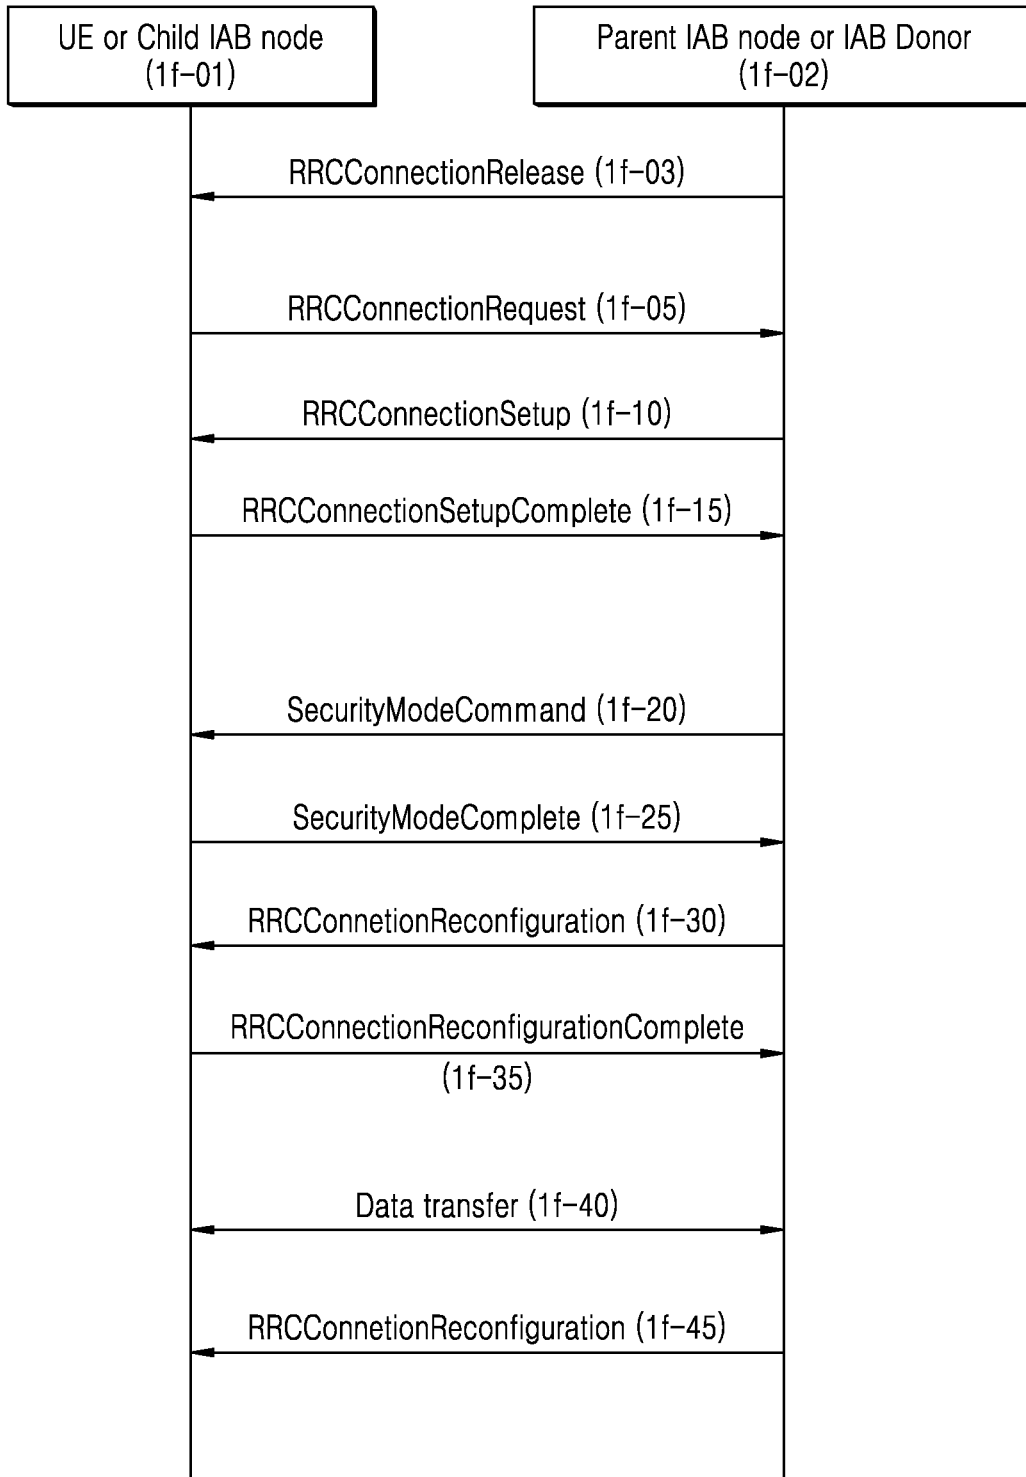 UE or Child IAB node
(1f-01)
Parent IAB node or IAB Donor
(1f-02)
RRCConnectionRelease (1f-03)
RRCConnectionRequest (1f-05)
RRCConnectionSetup (1f-10)
RRCConnectionSetupComplete (1f-15)
SecurityModeCommand (1f-20)
SecurityModeComplete (1f-25)
RRCConnetionReconfiguration (1f-30)
RRCConnectionReconfigurationComplete
(1f-35)
Data transfer (1f-40)
RRCConnetionReconfiguration (1f-45)